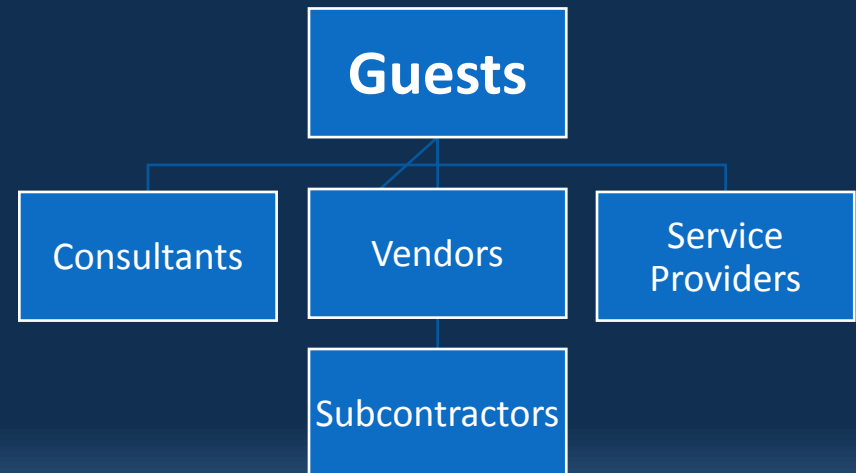 Guests
Consultants
Vendors
Service
Providers
Subcontractors